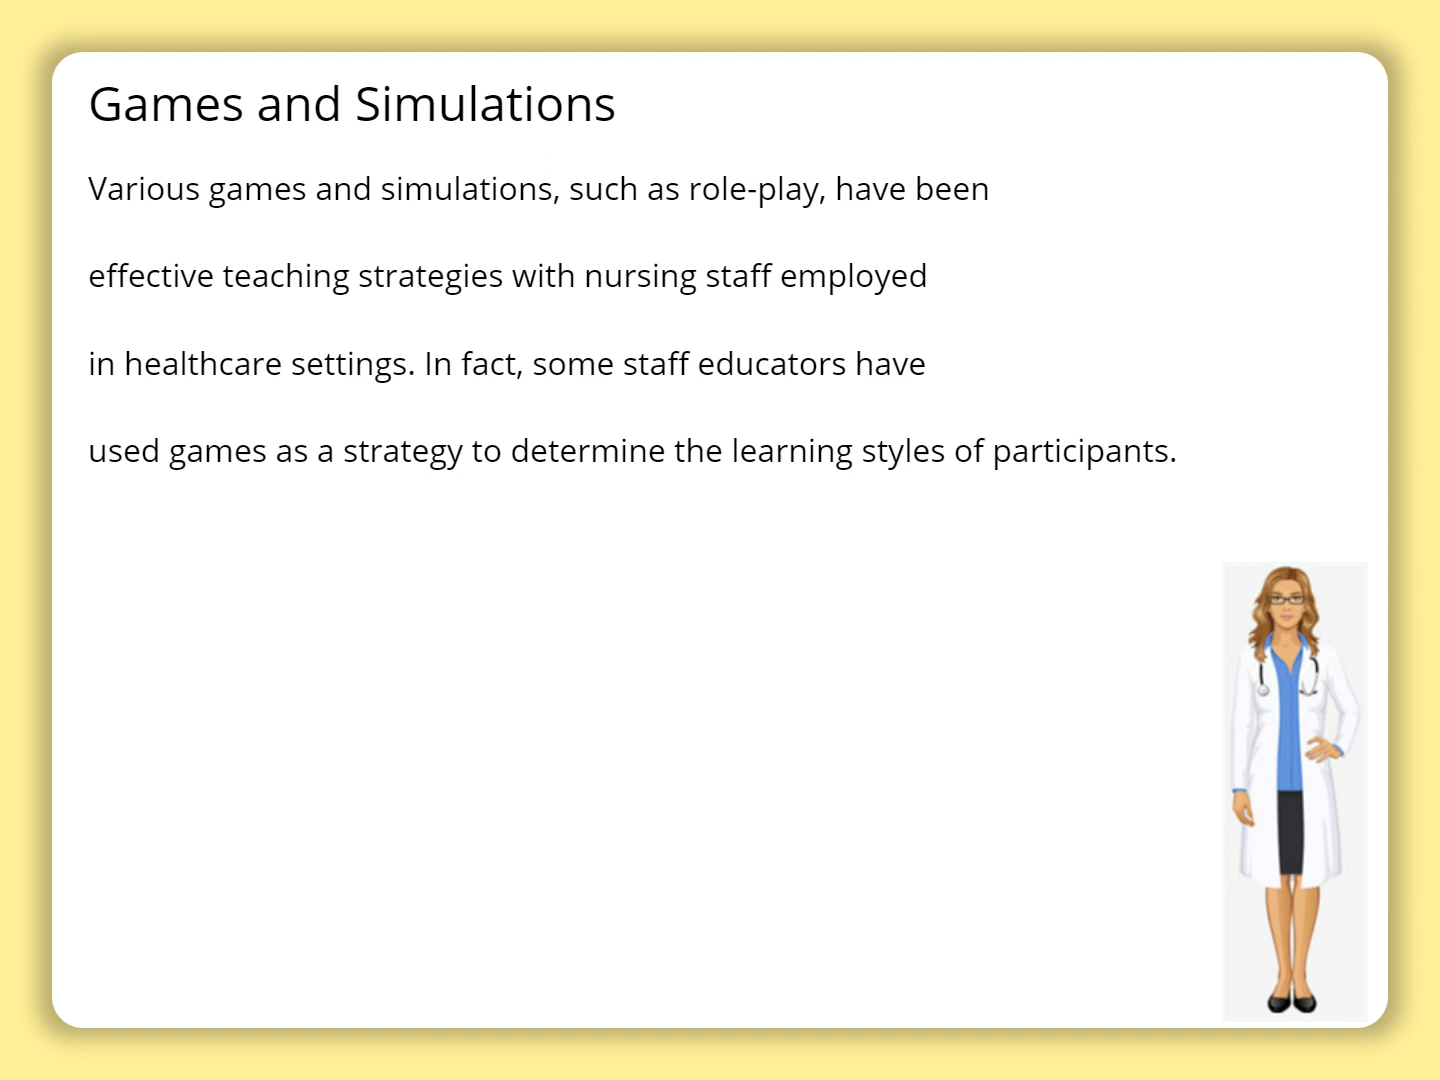 Games and Simulations
Various games and simulations, such as role-play, have been
effective teaching strategies with nursing staff employed
in healthcare settings. In fact, some staff educators have
used games as a strategy to determine the learning styles of participants.